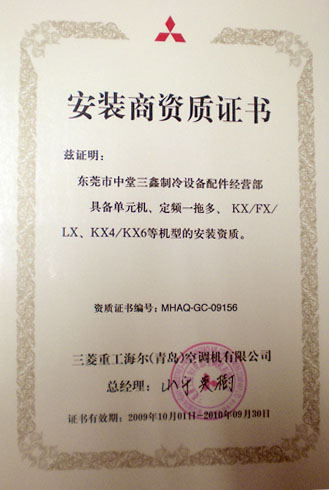 安装商资质证书
兹证明：
东莞市中堂三鑫制冷设备配件经营部
具备单元机、定频一拖多、 KX/FX/
LX、KX4/KX6等机型的安装资质。
资质证书编号：MHAQ-GC-09156
三菱重工海尔(青岛)空调机有限公司
总经理：
证书有效期：2009年10月01日-2010年09月30日